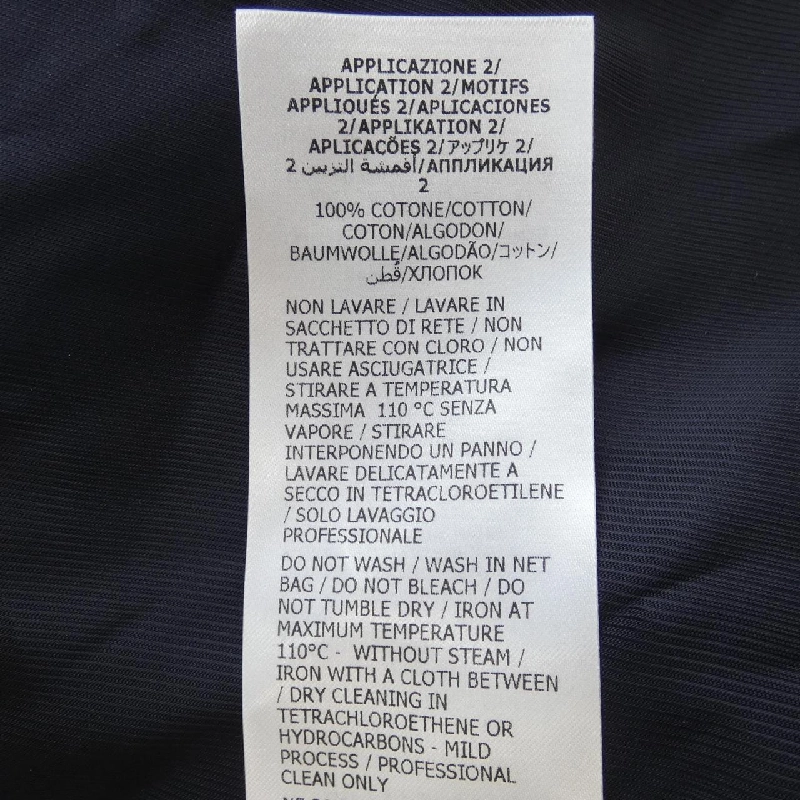 APPLICAZIONE 2/
APPLICATION 2/MOTIFS
APPLIQUÉS 2/APLICACIONES
2/APPLIKATION 2/
APLICAÇÕES 2/アップリケ 2/
أقمشة التزيين 2/АППЛИКАЦИЯ
2
100% COTONE/COTTON/
COTON/ALGODON/
BAUMWOLLE/ALGODÃO/コットン/
قُطن/ХЛОПОК
NON LAVARE / LAVARE IN
SACCHETTO DI RETE / NON
TRATTARE CON CLORO / NON
USARE ASCIUGATRICE /
STIRARE A TEMPERATURA
MASSIMA 110 °C SENZA
VAPORE / STIRARE
INTERPONENDO UN PANNO /
LAVARE DELICATAMENTE A
SECCO IN TETRACLOROETILENE
/ SOLO LAVAGGIO
PROFESSIONALE
DO NOT WASH / WASH IN NET
BAG / DO NOT BLEACH / DO
NOT TUMBLE DRY / IRON AT
MAXIMUM TEMPERATURE
110°C - WITHOUT STEAM /
IRON WITH A CLOTH BETWEEN
/ DRY CLEANING IN
TETRACHLOROETHENE OR
HYDROCARBONS - MILD
PROCESS / PROFESSIONAL
CLEAN ONLY